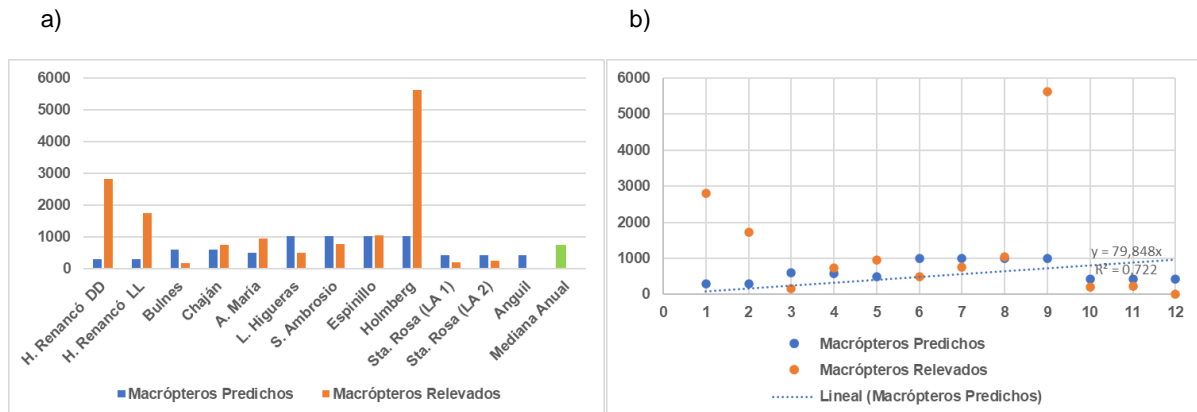 a)
6000
5000
4000
3000
2000
1000
0
H. Renancó DD
H. Renancó LL
Bulnes
Chaján
A. María
L. Higueras
S. Ambrosio
Espinillo
Holmberg
Sta. Rosa (LA 1)
Sta. Rosa (LA 2)
Anguil
Mediana Anual
Macrópteros Predichos Macrópteros Relevados
b)
6000
5000
4000
3000
2000
1000
0
y = 79,848x
R² = 0,722
0 1 2 3 4 5 6 7 8 9 10 11 12
Macrópteros Predichos
Macrópteros Relevados
Lineal (Macrópteros Predichos)